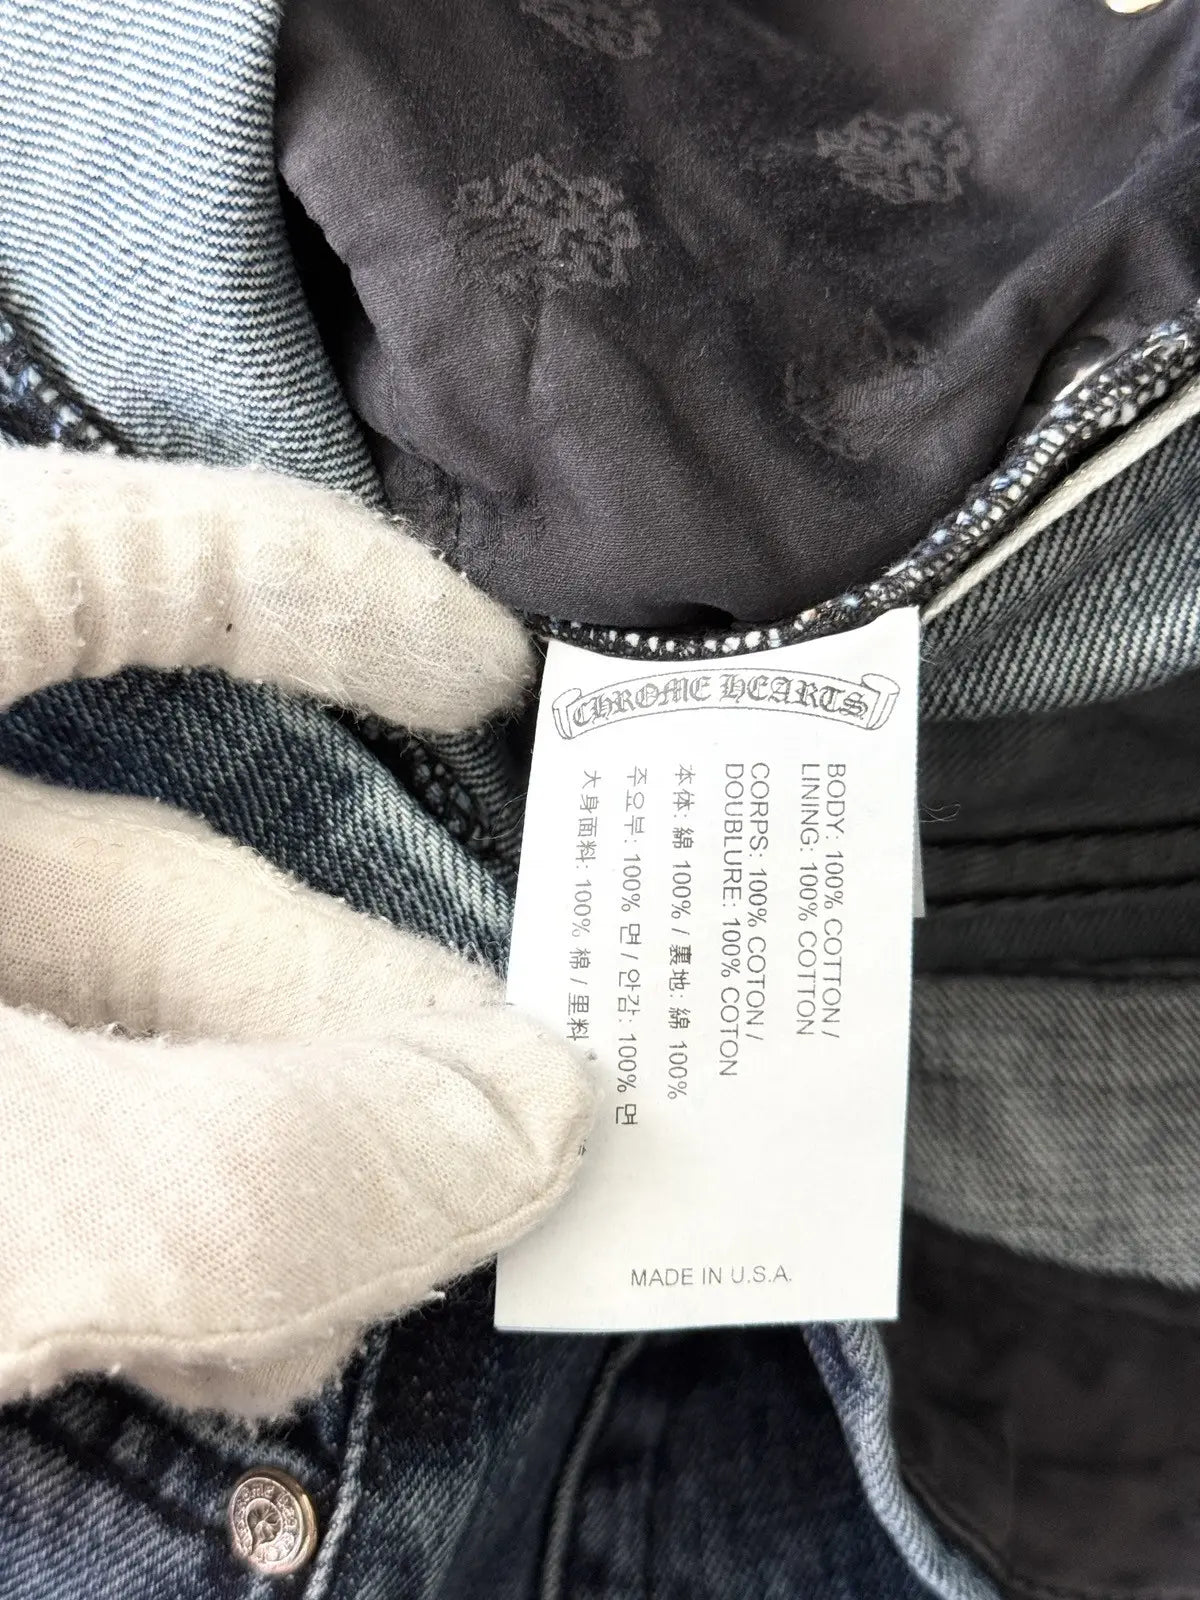 CHROME HEARTS
BODY: 100% COTTON /
LINING: 100% COTTON
CORPS: 100% COTON /
DOUBLURE: 100% COTON
本体: 綿 100% / 裏地: 綿 100%
주요부: 100% 면 / 안감: 100% 면
大身面料: 100% 棉 / 里料
MADE IN U.S.A.